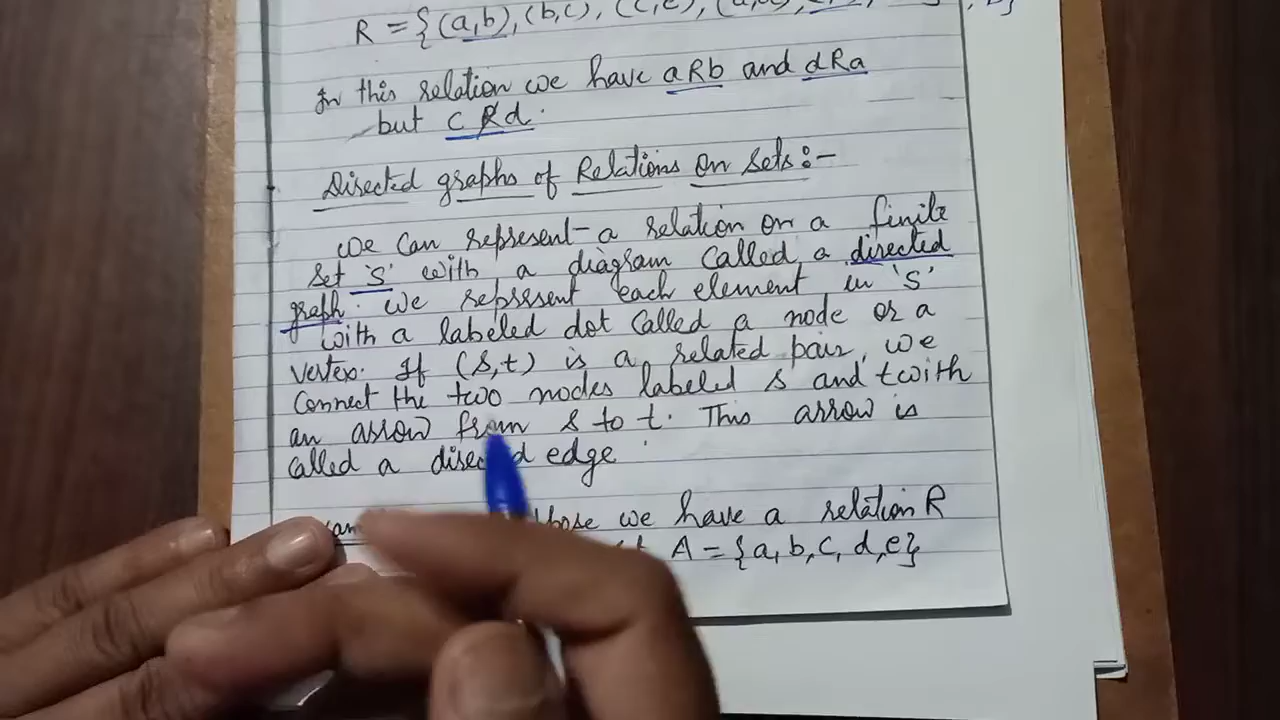 R = {(a,b), (b,c), (c,e),
In this relation we have aRb and dRa
but c R̸ d.
Directed graphs of Relations on Sets:-
We can represent a relation on a finite
set 'S' with a diagram called a directed
graph. We represent each element in 'S'
with a labeled dot called a node or a
vertex. If (s,t) is a related pair, we
connect the two nodes labeled s and t with
an arrow from s to t. This arrow is
called a directed edge
we have a relation R
A = {a, b, c, d, e}